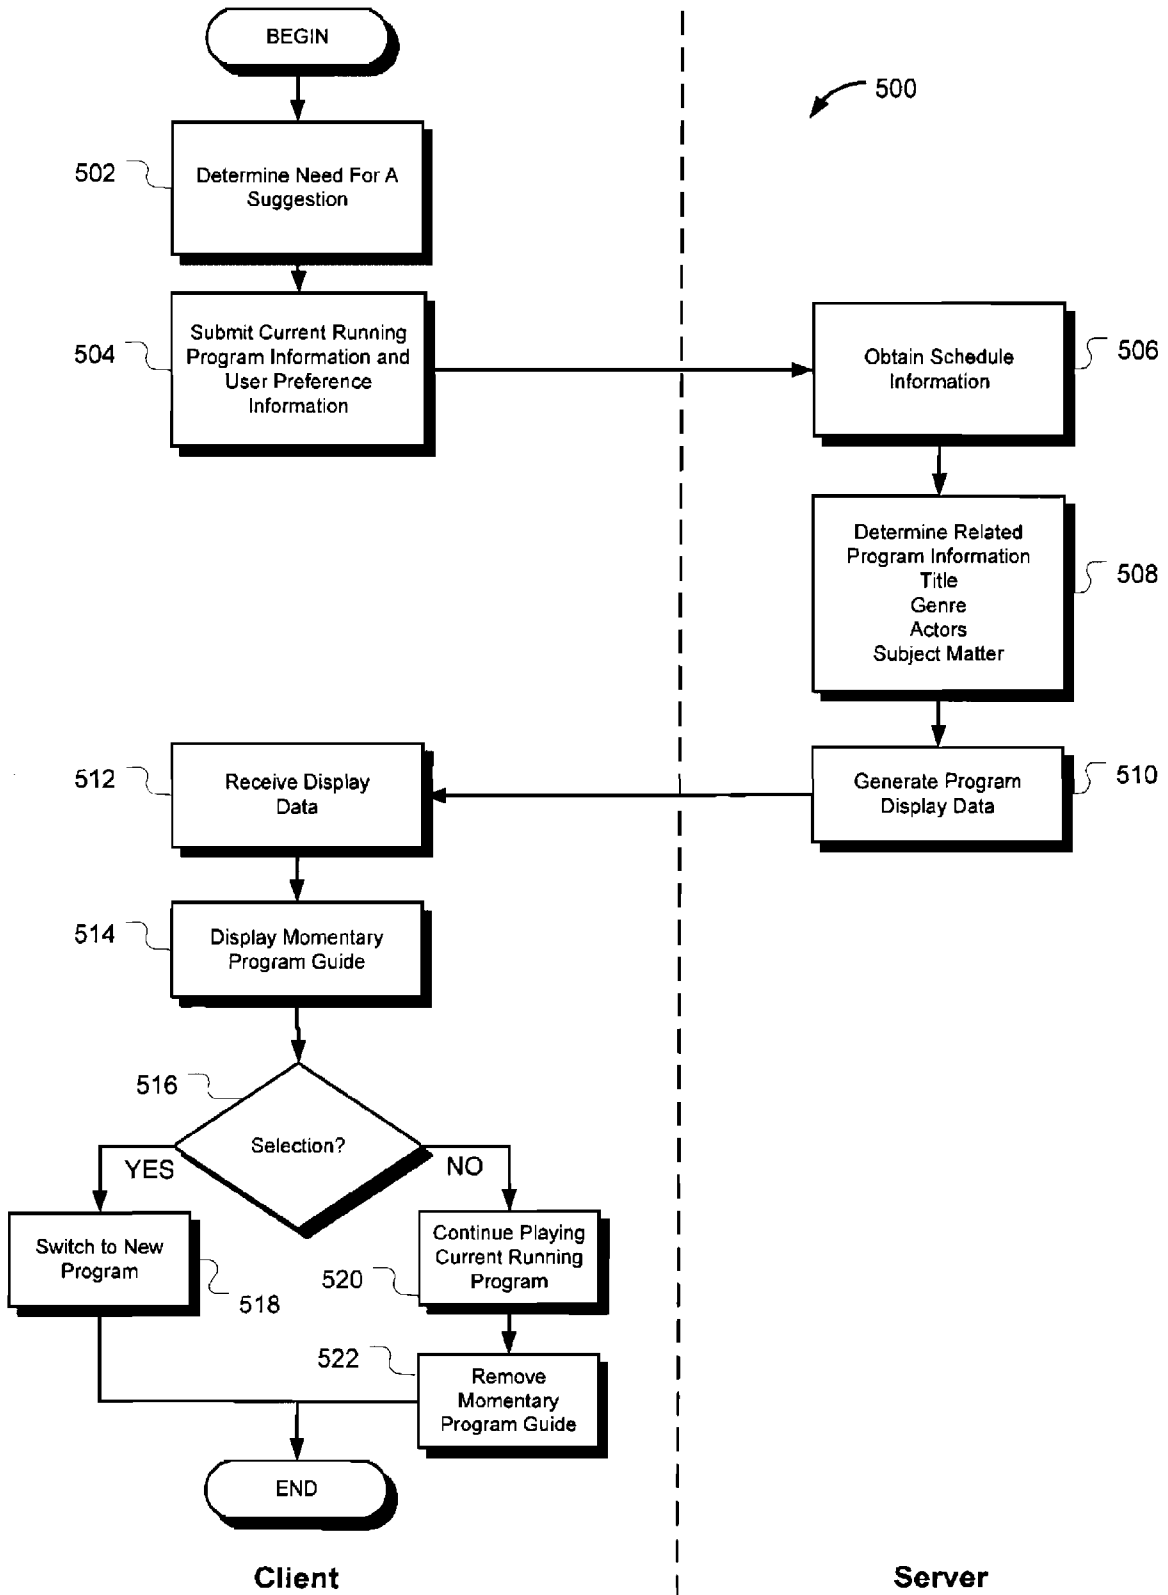 BEGIN
500
502
Determine Need For A
Suggestion
504
Submit Current Running
Program Information and
User Preference
Information
506
Obtain Schedule
Information
508
Determine Related
Program Information
Title
Genre
Actors
Subject Matter
510
Generate Program
Display Data
512
Receive Display
Data
514
Display Momentary
Program Guide
516
Selection?
YES
NO
Switch to New
Program
518
Continue Playing
Current Running
Program
520
522
Remove
Momentary
Program Guide
END
Client
Server